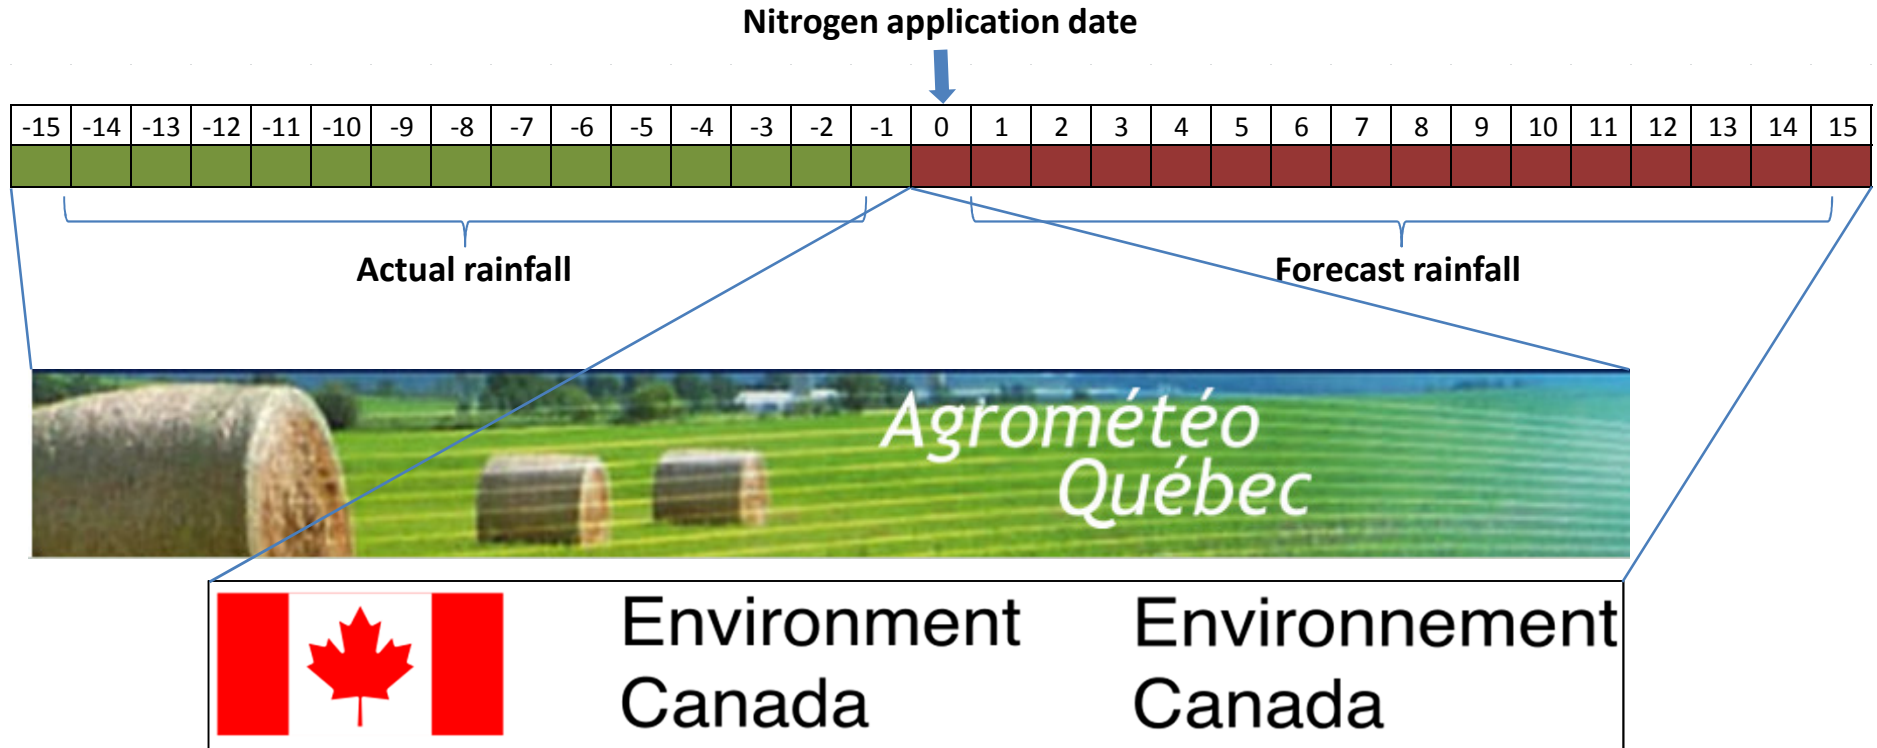 Nitrogen application date
-15 -14 -13 -12 -11 -10 -9 -8 -7 -6 -5 -4 -3 -2 -1 0 1 2 3 4 5 6 7 8 9 10 11 12 13 14 15
Actual rainfall Forecast rainfall
Agrométéo
Québec
Environment Environnement
Canada Canada